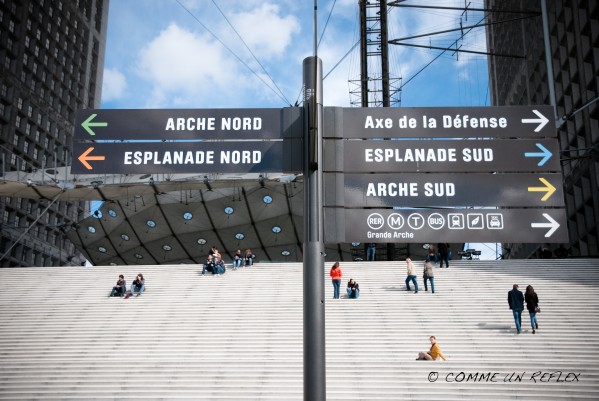 ARCHE NORD
ESPLANADE NORD
Axe de la Défense
ESPLANADE SUD
ARCHE SUD
RER M T BUS
Grande Arche
© COMME UN REFLEX